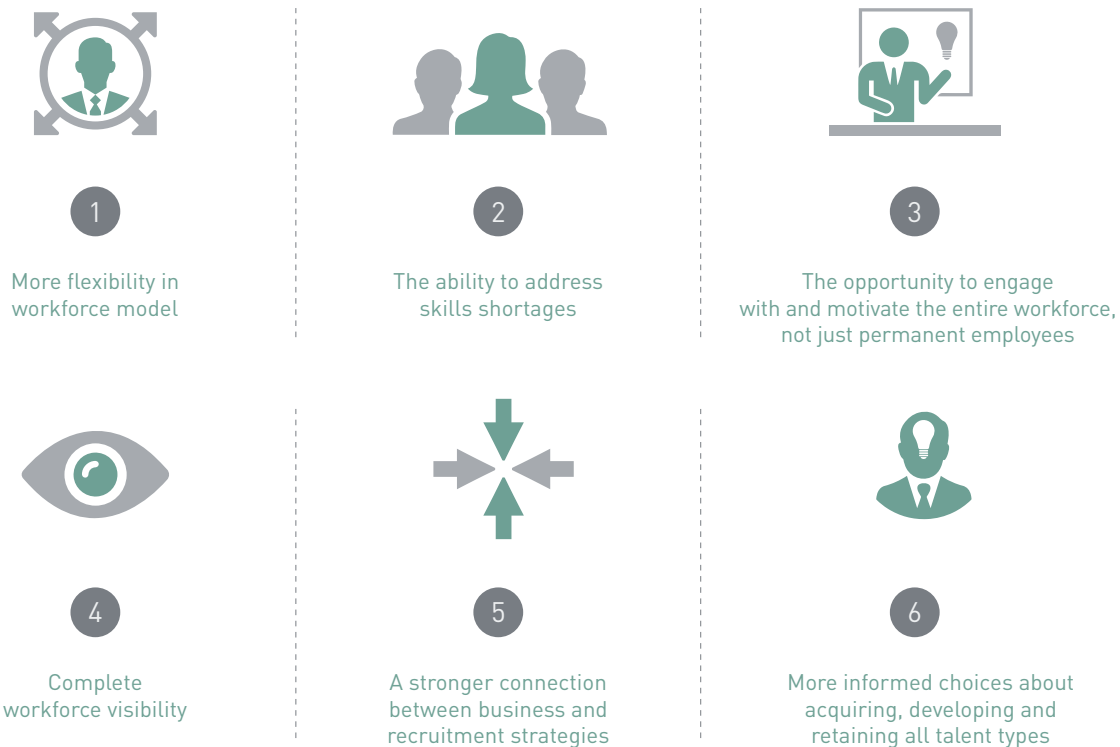 1
More flexibility in
workforce model
2
The ability to address
skills shortages
3
The opportunity to engage
with and motivate the entire workforce,
not just permanent employees
4
Complete
workforce visibility
5
A stronger connection
between business and
recruitment strategies
6
More informed choices about
acquiring, developing and
retaining all talent types